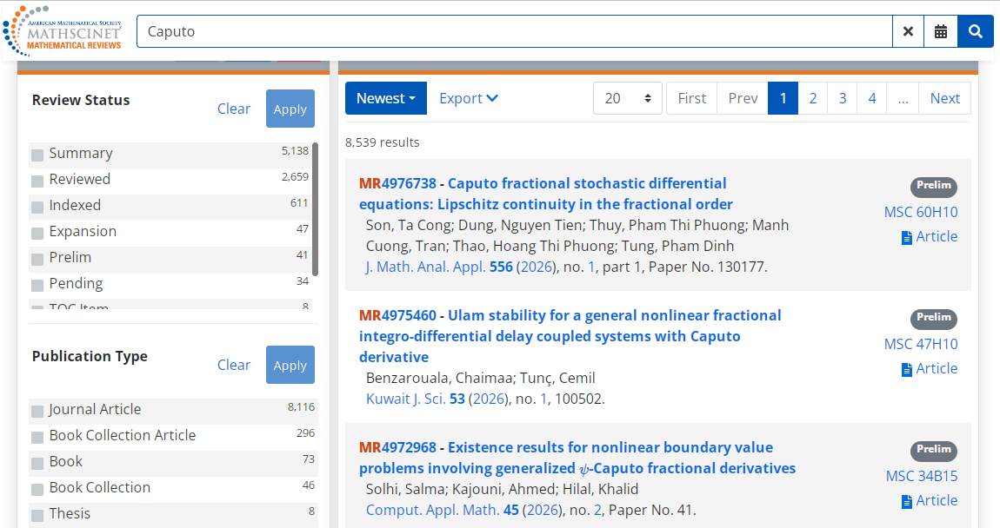 AMERICAN MATHEMATICAL SOCIETY
MATHSCINET
MATHEMATICAL REVIEWS
Caputo
Review Status
Clear
Apply
Summary 5,138
Reviewed 2,659
Indexed 611
Expansion 47
Prelim 41
Pending 34
TOC Item 8
Publication Type
Clear
Apply
Journal Article 8,116
Book Collection Article 296
Book 73
Book Collection 46
Thesis 8
Newest Export 20 First Prev 1 2 3 4 ... Next
8,539 results
MR4976738 - Caputo fractional stochastic differential
equations: Lipschitz continuity in the fractional order
Son, Ta Cong; Dung, Nguyen Tien; Thuy, Pham Thi Phuong; Manh
Cuong, Tran; Thao, Hoang Thi Phuong; Tung, Pham Dinh
J. Math. Anal. Appl. 556 (2026), no. 1, part 1, Paper No. 130177.
Prelim
MSC 60H10
Article
MR4975460 - Ulam stability for a general nonlinear fractional
integro-differential delay coupled systems with Caputo
derivative
Benzarouala, Chaimaa; Tunç, Cemil
Kuwait J. Sci. 53 (2026), no. 1, 100502.
Prelim
MSC 47H10
Article
MR4972968 - Existence results for nonlinear boundary value
problems involving generalized ψ-Caputo fractional derivatives
Solhi, Salma; Kajouni, Ahmed; Hilal, Khalid
Comput. Appl. Math. 45 (2026), no. 2, Paper No. 41.
Prelim
MSC 34B15
Article